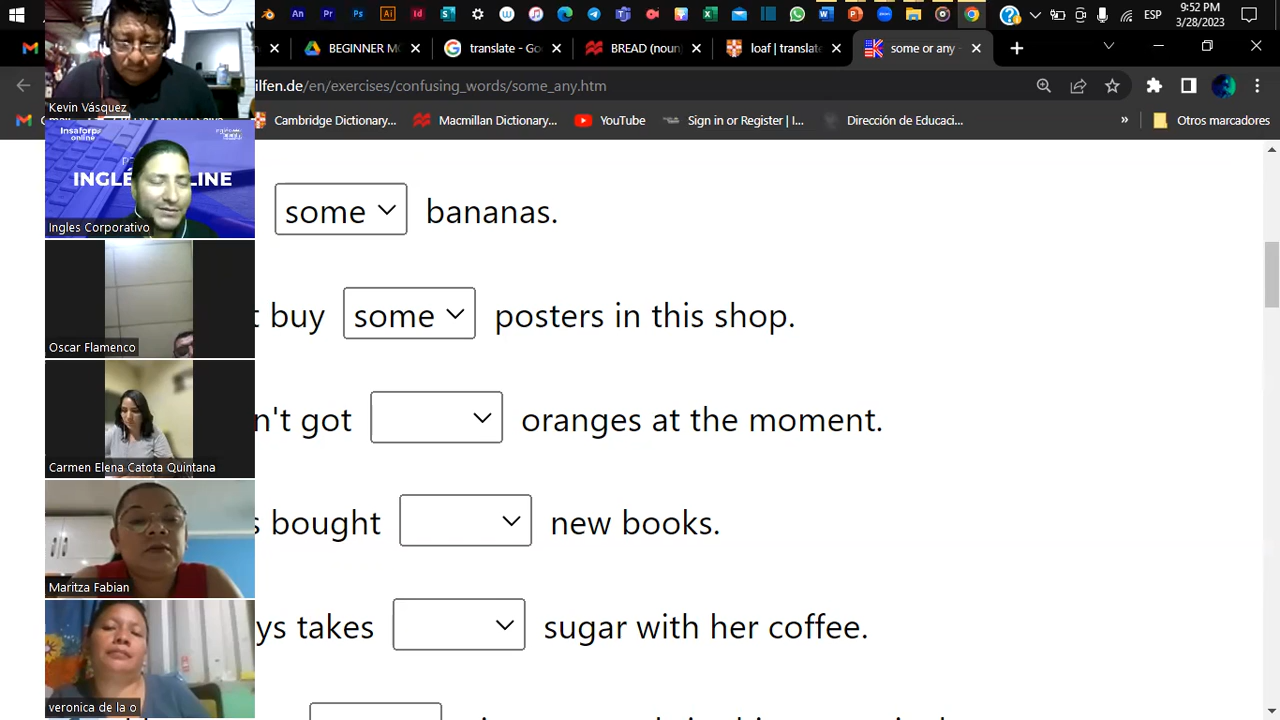 9:52 PM
ESP
3/28/2023
BEGINNER M
translate - Go
BREAD (noun
loaf | translat
some or any -
ilfen.de/en/exercises/confusing_words/some_any.htm
Cambridge Dictionary...
Macmillan Dictionary...
YouTube
Sign in or Register | I...
Dirección de Educaci...
»
Otros marcadores
Kevin Vásquez
Insaforp online
INGLÉ LINE
Ingles Corporativo
Oscar Flamenco
Carmen Elena Catota Quintana
Maritza Fabian
veronica de la o
some bananas.
t buy some posters in this shop.
n't got oranges at the moment.
s bought new books.
ys takes sugar with her coffee.